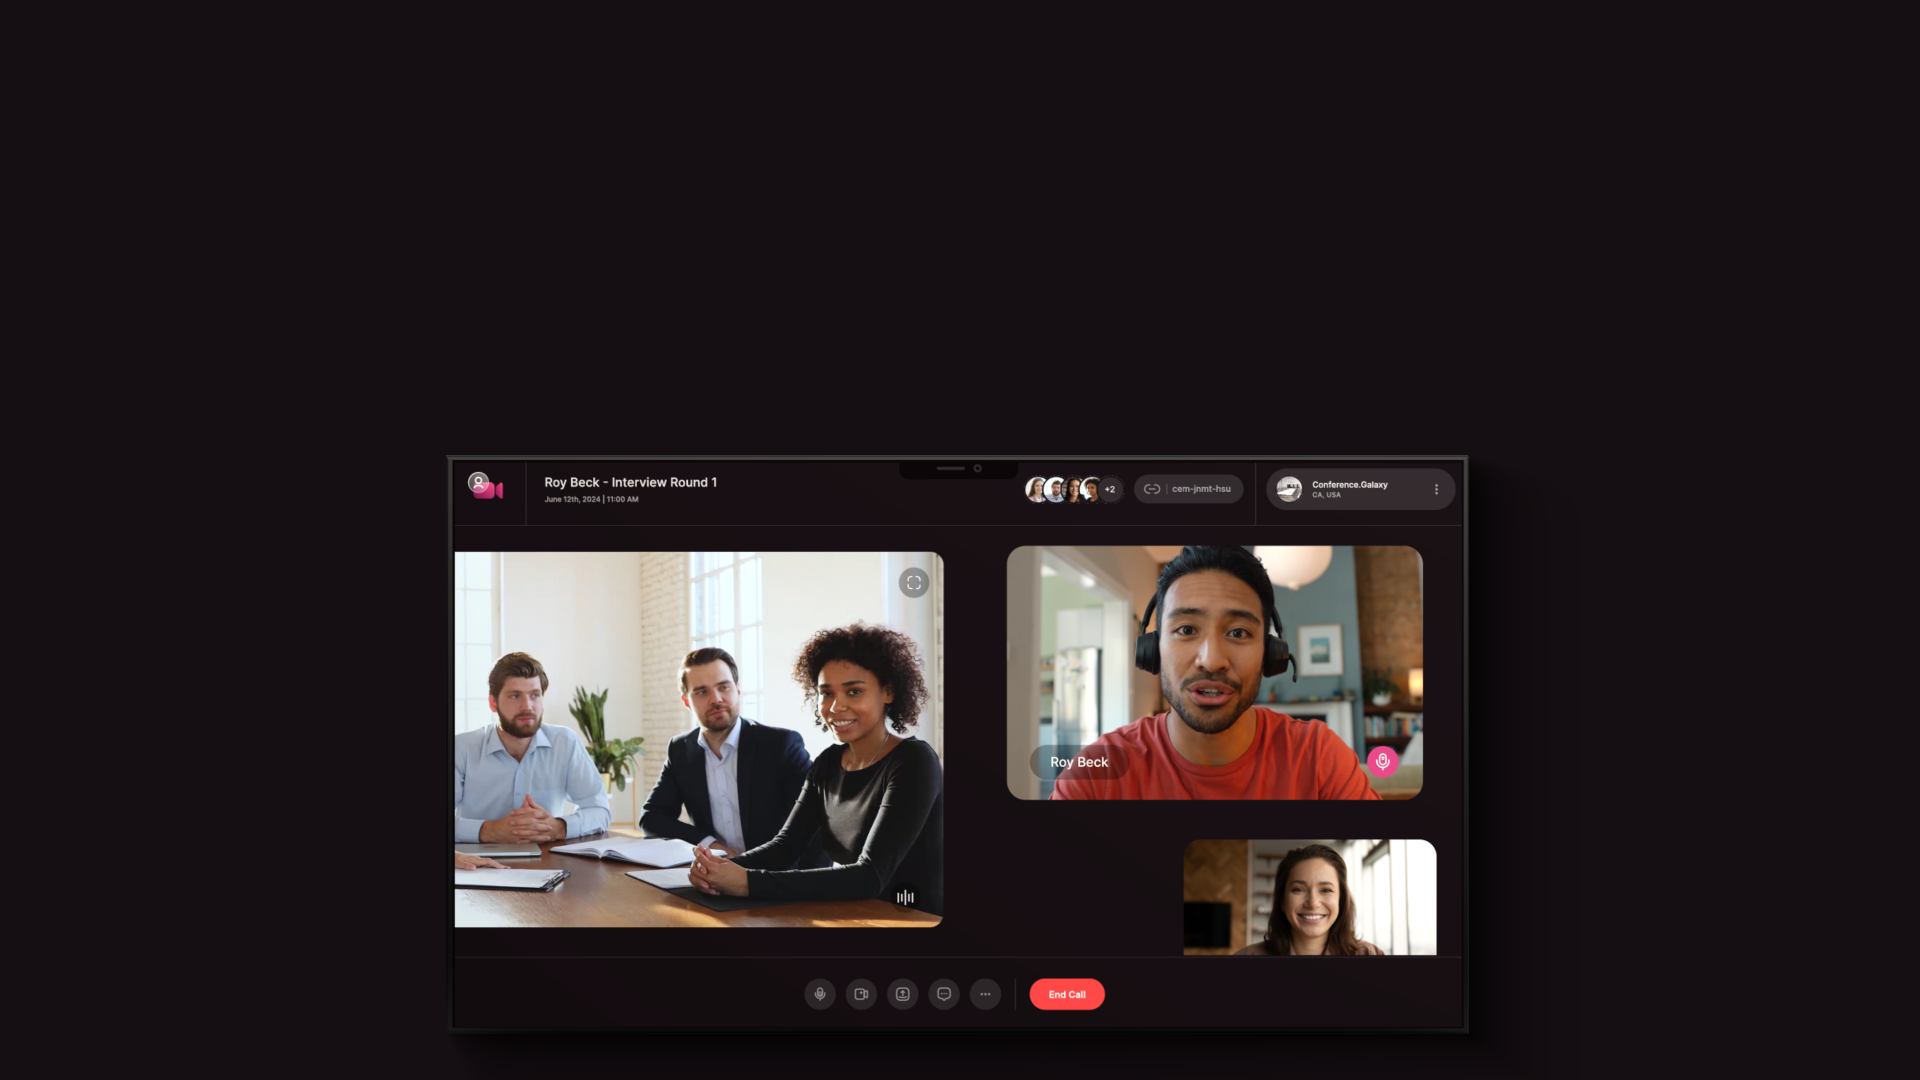 Roy Beck - Interview Round 1
June 12th, 2024 | 11:00 AM
+2
cem-jnmt-hsu
Conference.Galaxy
CA, USA
Roy Beck
End Call